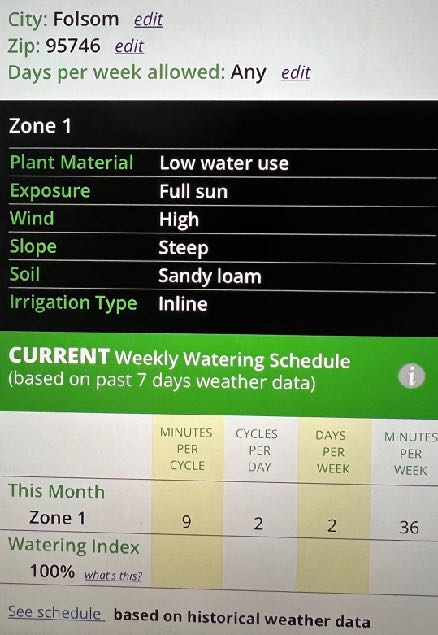 City: Folsom edit
Zip: 95746 edit
Days per week allowed: Any edit
Zone 1
Plant Material Low water use
Exposure Full sun
Wind High
Slope Steep
Soil Sandy loam
Irrigation Type Inline
CURRENT Weekly Watering Schedule
(based on past 7 days weather data)
i
MINUTES PER CYCLE
CYCLES PER DAY
DAYS PER WEEK
MINUTES PER WEEK
This Month
Zone 1 9 2 2 36
Watering Index
100% what's this?
See schedule based on historical weather data